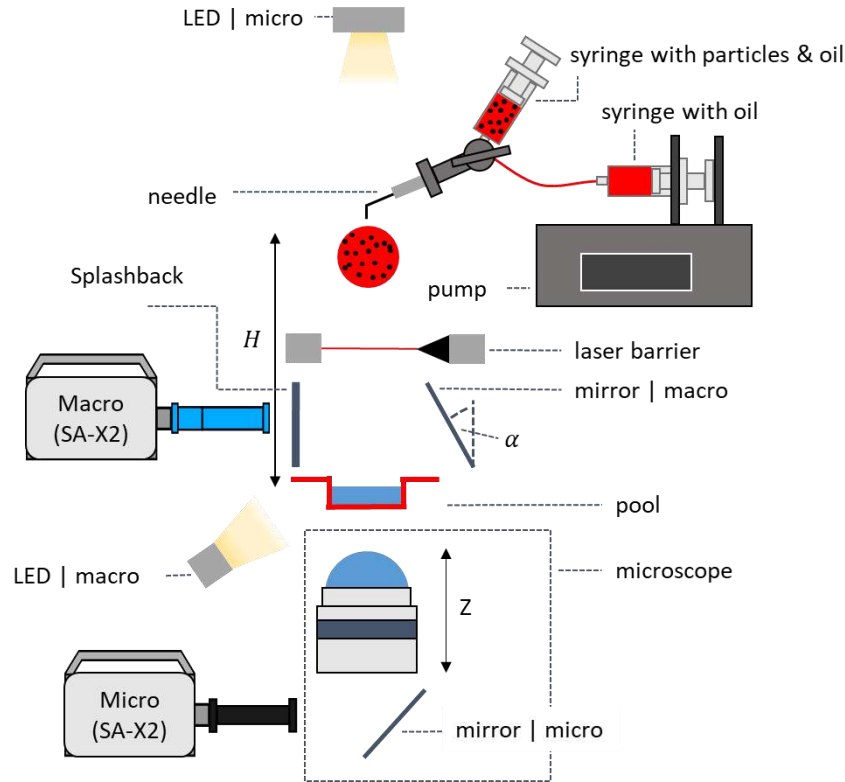 LED | micro
syringe with particles & oil
syringe with oil
needle
Splashback
pump
H
laser barrier
mirror | macro
Macro
(SA-X2)
α
pool
LED | macro
microscope
Z
Micro
(SA-X2)
mirror | micro